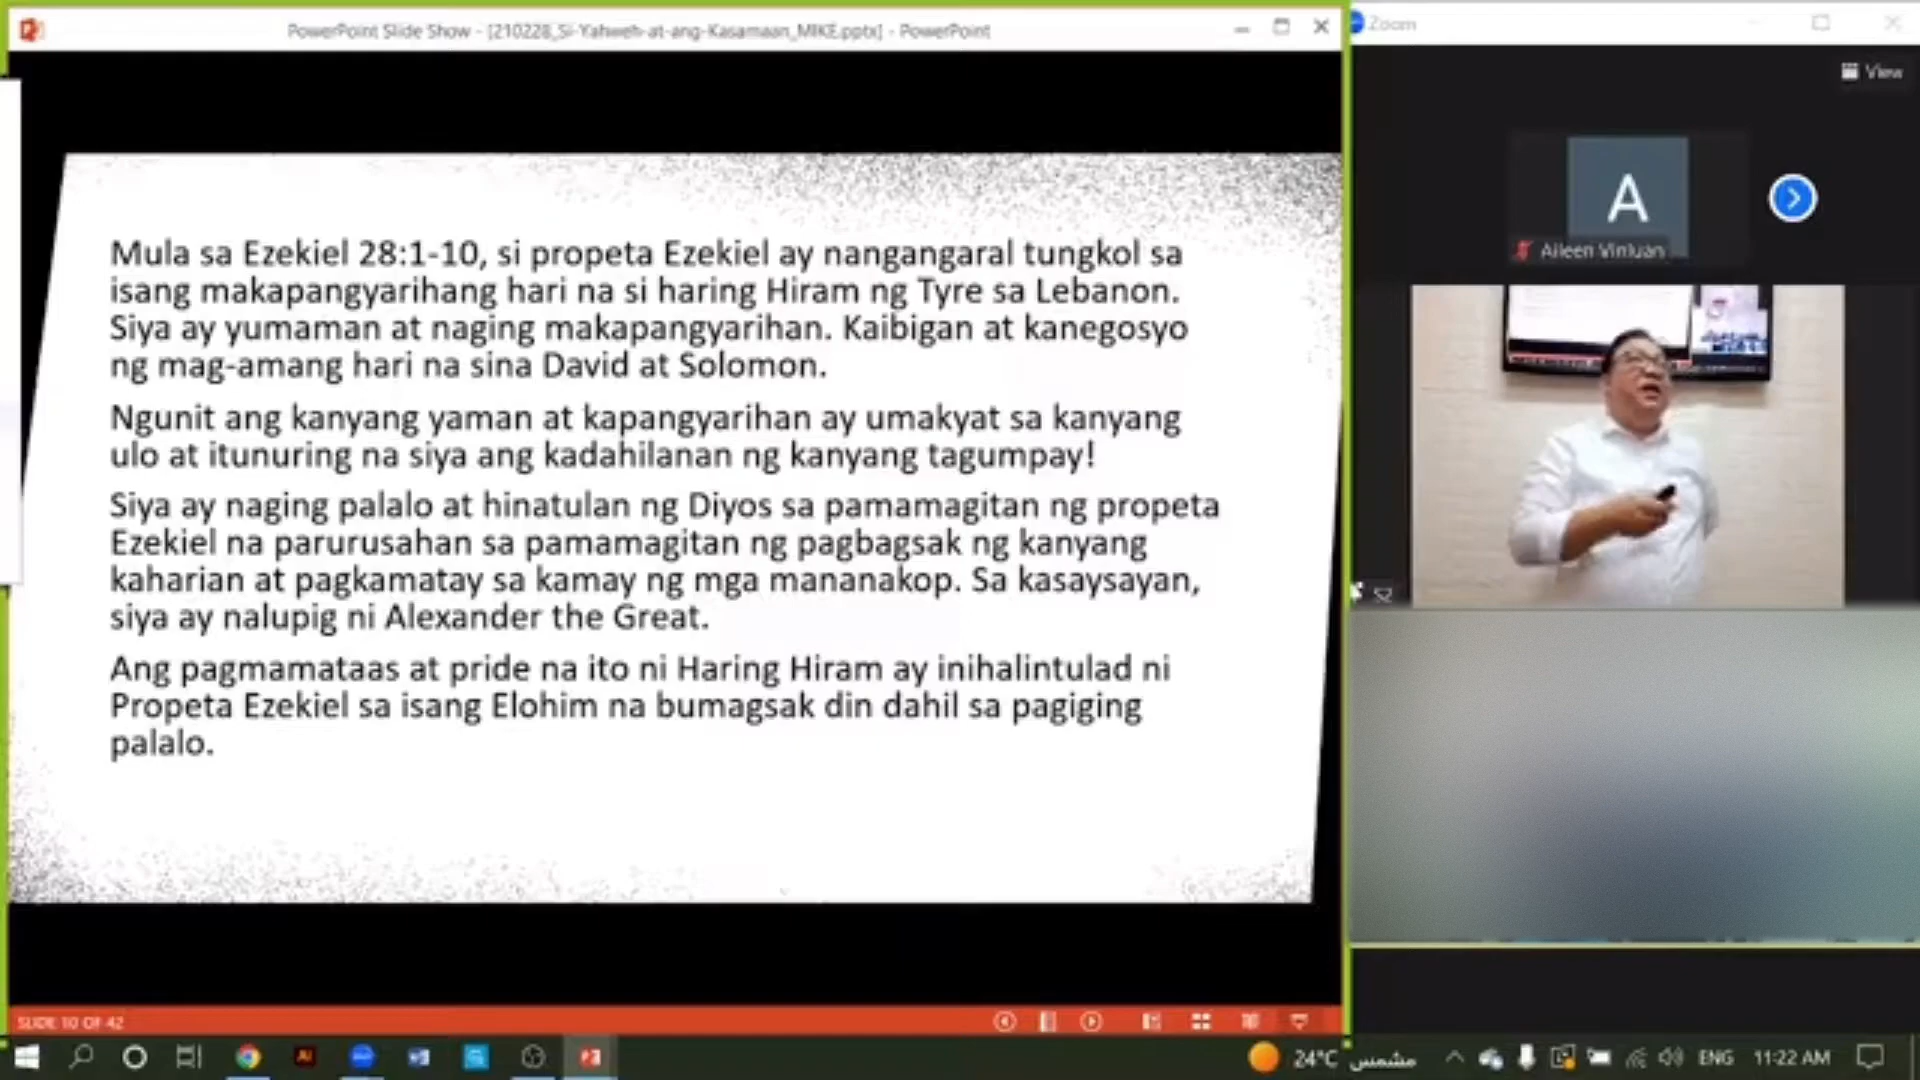 PowerPoint Slide Show - [210228_Si-Yahweh-at-ang-Kasamaan_MIKE.pptx] - PowerPoint
Zoom
View
A
Aileen Vinluan
Mula sa Ezekiel 28:1-10, si propeta Ezekiel ay nangangaral tungkol sa
isang makapangyarihang hari na si haring Hiram ng Tyre sa Lebanon.
Siya ay yumaman at naging makapangyarihan. Kaibigan at kanegosyo
ng mag-amang hari na sina David at Solomon.
Ngunit ang kanyang yaman at kapangyarihan ay umakyat sa kanyang
ulo at itunuring na siya ang kadahilanan ng kanyang tagumpay!
Siya ay naging palalo at hinatulan ng Diyos sa pamamagitan ng propeta
Ezekiel na parurusahan sa pamamagitan ng pagbagsak ng kanyang
kaharian at pagkamatay sa kamay ng mga mananakop. Sa kasaysayan,
siya ay nalupig ni Alexander the Great.
Ang pagmamataas at pride na ito ni Haring Hiram ay inihalintulad ni
Propeta Ezekiel sa isang Elohim na bumagsak din dahil sa pagiging
palalo.
SLIDE 10 OF 42
Ai
24°C مشمس
ENG
11:22 AM